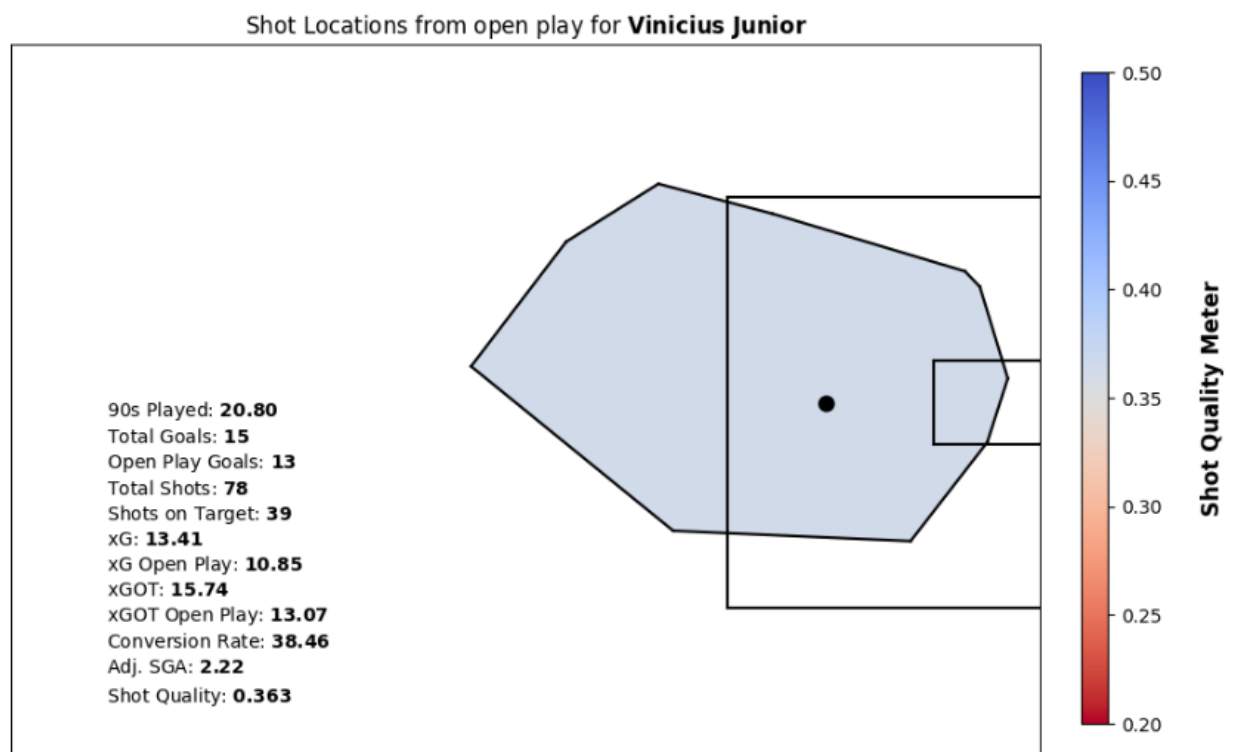 Shot Locations from open play for Vinicius Junior
90s Played: 20.80
Total Goals: 15
Open Play Goals: 13
Total Shots: 78
Shots on Target: 39
xG: 13.41
xG Open Play: 10.85
xGOT: 15.74
xGOT Open Play: 13.07
Conversion Rate: 38.46
Adj. SGA: 2.22
Shot Quality: 0.363
0.50
0.45
0.40
0.35
0.30
0.25
0.20
Shot Quality Meter